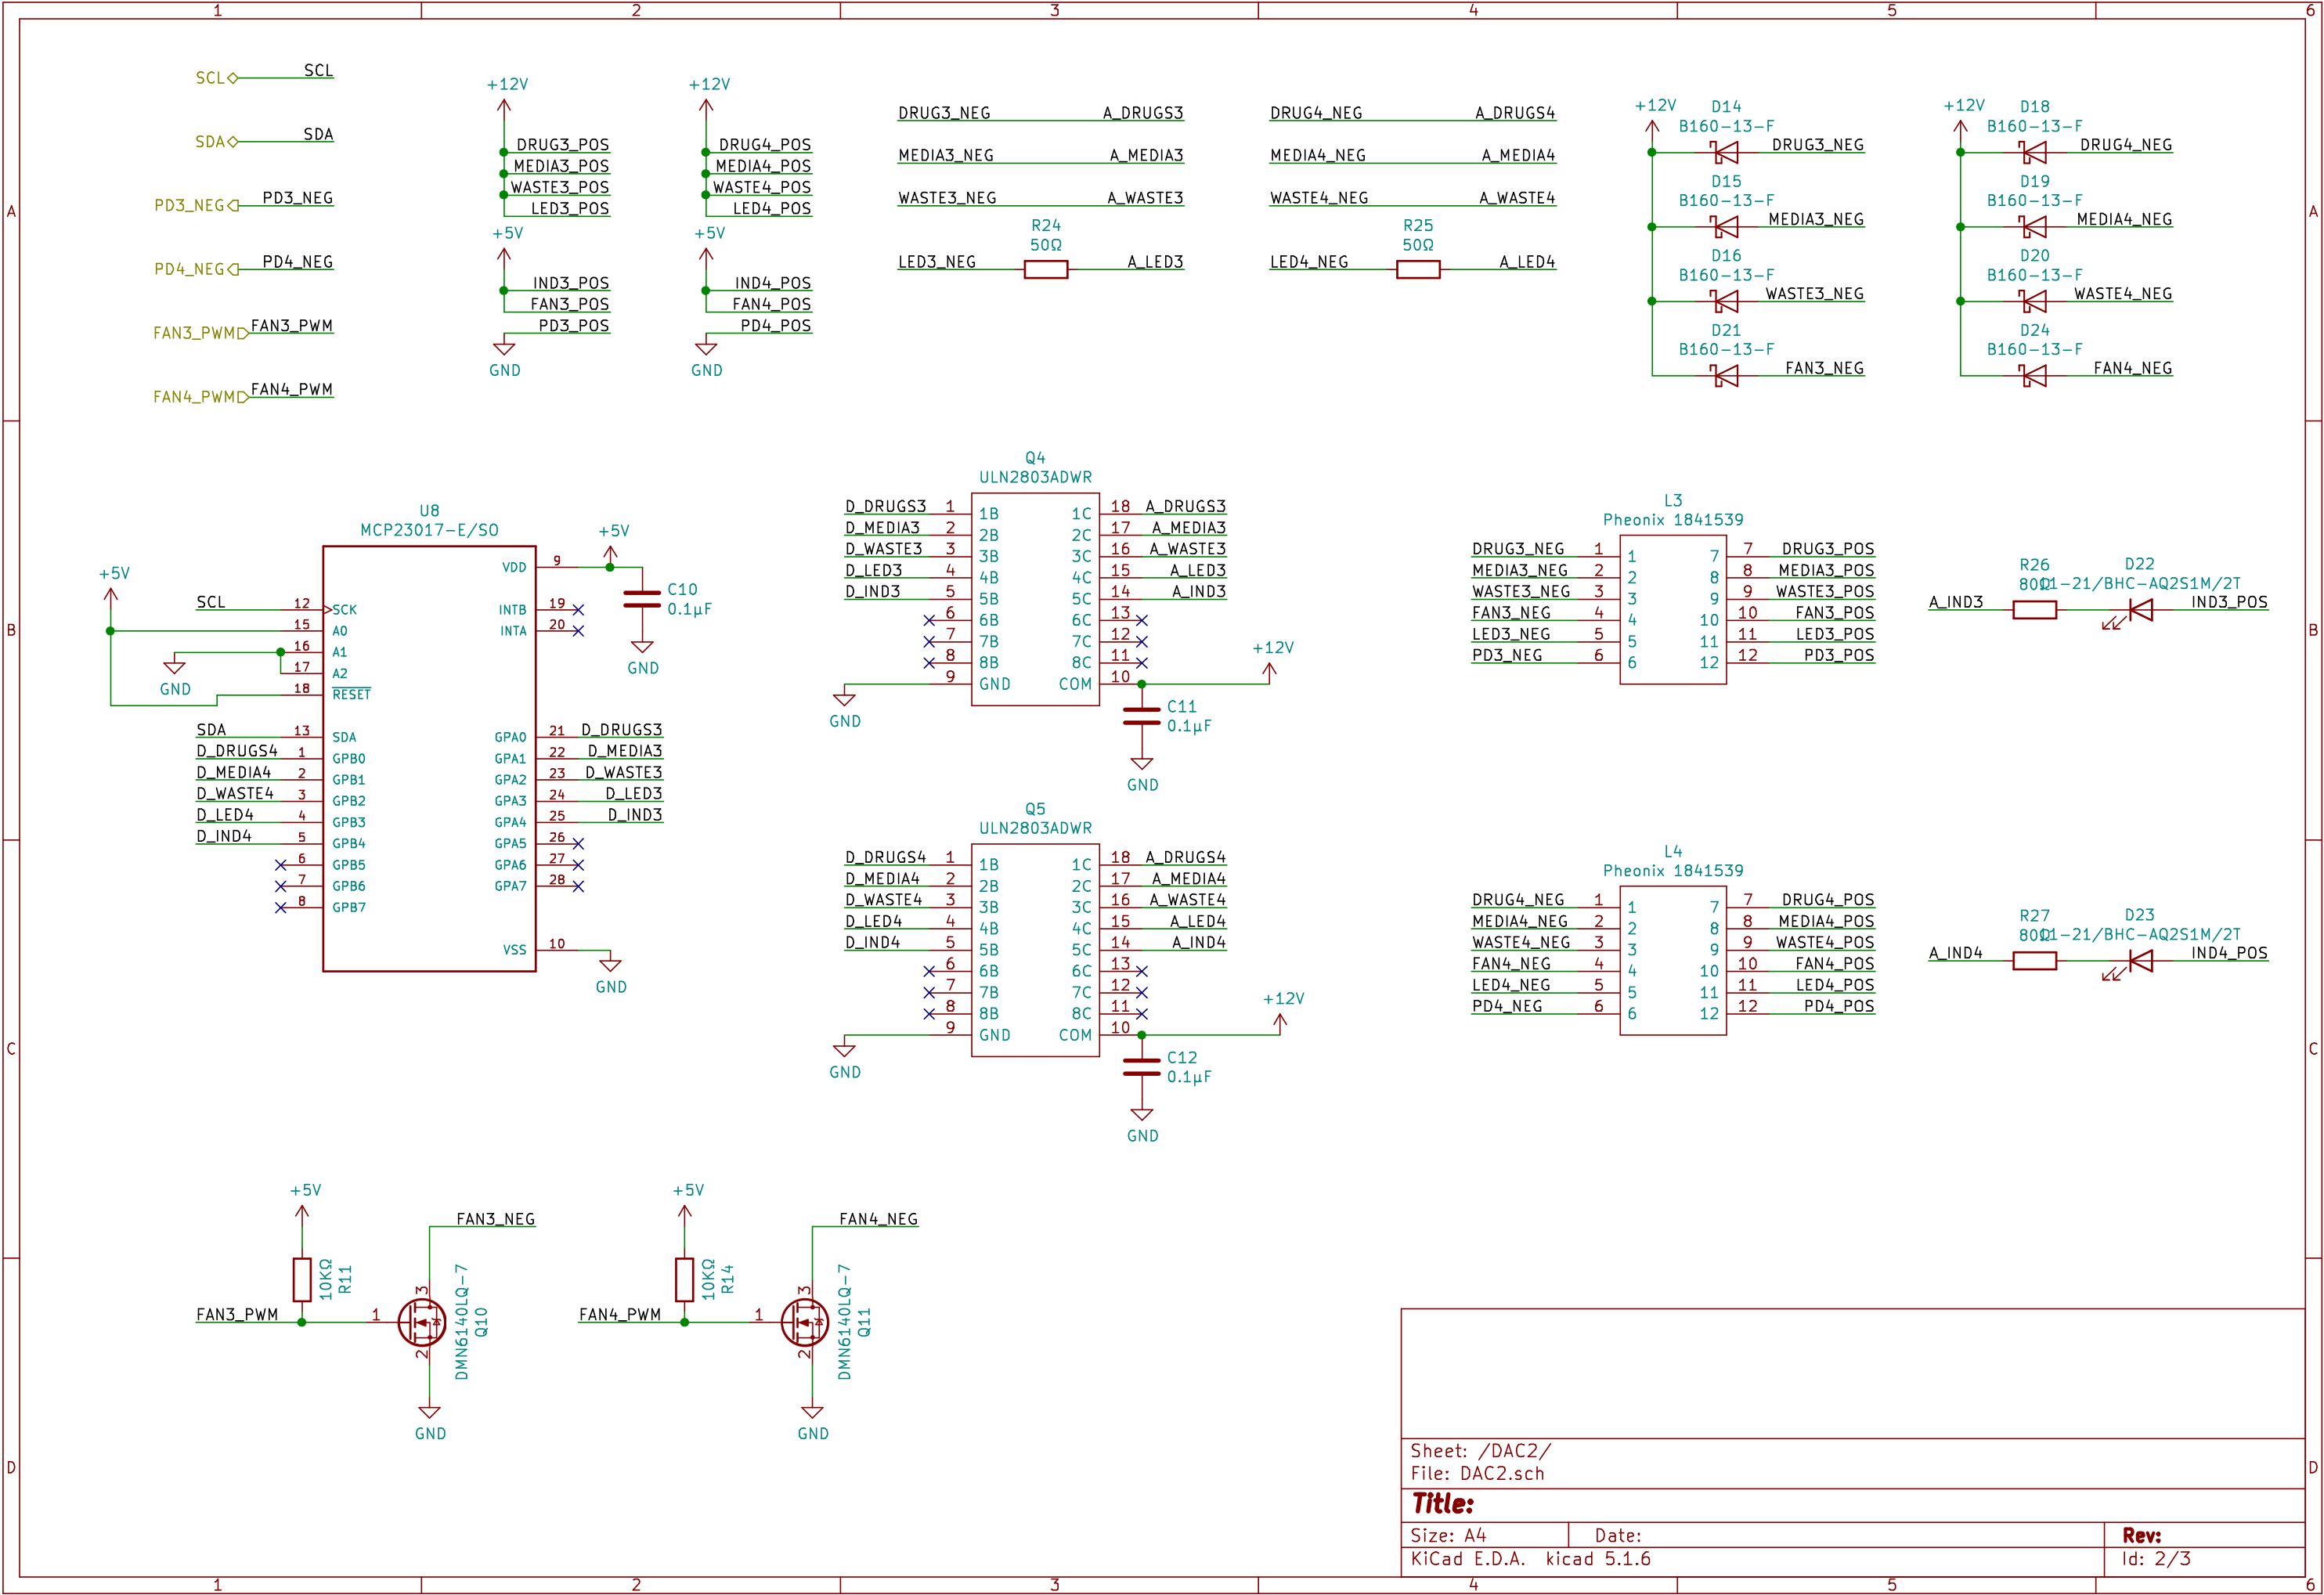 1 2 3 4 5 6
A
B
C
D
A
B
C
D
1 2 3 4 5 6
SCL SCL
SDA SDA
PD3_NEG PD3_NEG
PD4_NEG PD4_NEG
FAN3_PWM FAN3_PWM
FAN4_PWM FAN4_PWM
+12V
DRUG3_POS
MEDIA3_POS
WASTE3_POS
LED3_POS
+5V
IND3_POS
FAN3_POS
PD3_POS
GND
+12V
DRUG4_POS
MEDIA4_POS
WASTE4_POS
LED4_POS
+5V
IND4_POS
FAN4_POS
PD4_POS
GND
DRUG3_NEG A_DRUGS3
MEDIA3_NEG A_MEDIA3
WASTE3_NEG A_WASTE3
R24
50Ω
LED3_NEG A_LED3
DRUG4_NEG A_DRUGS4
MEDIA4_NEG A_MEDIA4
WASTE4_NEG A_WASTE4
R25
50Ω
LED4_NEG A_LED4
+12V
D14
B160-13-F
DRUG3_NEG
D15
B160-13-F
MEDIA3_NEG
D16
B160-13-F
WASTE3_NEG
D21
B160-13-F
FAN3_NEG
+12V
D18
B160-13-F
DRUG4_NEG
D19
B160-13-F
MEDIA4_NEG
D20
B160-13-F
WASTE4_NEG
D24
B160-13-F
FAN4_NEG
U8
MCP23017-E/SO
+5V
+5V
VDD 9
C10
0.1µF
GND
SCL 12 SCK INTB 19
15 A0 INTA 20
16 A1
17 A2
GND
18 RESET
SDA 13 SDA GPA0 21 D_DRUGS3
D_DRUGS4 1 GPB0 GPA1 22 D_MEDIA3
D_MEDIA4 2 GPB1 GPA2 23 D_WASTE3
D_WASTE4 3 GPB2 GPA3 24 D_LED3
D_LED4 4 GPB3 GPA4 25 D_IND3
D_IND4 5 GPB4 GPA5 26
6 GPB5 GPA6 27
7 GPB6 GPA7 28
8 GPB7
VSS 10
GND
Q4
ULN2803ADWR
D_DRUGS3 1 1B 1C 18 A_DRUGS3
D_MEDIA3 2 2B 2C 17 A_MEDIA3
D_WASTE3 3 3B 3C 16 A_WASTE3
D_LED3 4 4B 4C 15 A_LED3
D_IND3 5 5B 5C 14 A_IND3
6 6B 6C 13
7 7B 7C 12
8 8B 8C 11
9 GND COM 10
+12V
GND
C11
0.1µF
GND
Q5
ULN2803ADWR
D_DRUGS4 1 1B 1C 18 A_DRUGS4
D_MEDIA4 2 2B 2C 17 A_MEDIA4
D_WASTE4 3 3B 3C 16 A_WASTE4
D_LED4 4 4B 4C 15 A_LED4
D_IND4 5 5B 5C 14 A_IND4
6 6B 6C 13
7 7B 7C 12
8 8B 8C 11
9 GND COM 10
+12V
GND
C12
0.1µF
GND
L3
Pheonix 1841539
DRUG3_NEG 1 1 7 7 DRUG3_POS
MEDIA3_NEG 2 2 8 8 MEDIA3_POS
WASTE3_NEG 3 3 9 9 WASTE3_POS
FAN3_NEG 4 4 10 10 FAN3_POS
LED3_NEG 5 5 11 11 LED3_POS
PD3_NEG 6 6 12 12 PD3_POS
L4
Pheonix 1841539
DRUG4_NEG 1 1 7 7 DRUG4_POS
MEDIA4_NEG 2 2 8 8 MEDIA4_POS
WASTE4_NEG 3 3 9 9 WASTE4_POS
FAN4_NEG 4 4 10 10 FAN4_POS
LED4_NEG 5 5 11 11 LED4_POS
PD4_NEG 6 6 12 12 PD4_POS
R26 D22
80Ω 11-21/BHC-AQ2S1M/2T
A_IND3 IND3_POS
R27 D23
80Ω 11-21/BHC-AQ2S1M/2T
A_IND4 IND4_POS
+5V
FAN3_NEG
10KΩ
R11
FAN3_PWM 1 3 2
DMN6140LQ-7
Q10
GND
+5V
FAN4_NEG
10KΩ
R14
FAN4_PWM 1 3 2
DMN6140LQ-7
Q11
GND
Sheet: /DAC2/
File: DAC2.sch
Title:
Size: A4 Date: Rev:
KiCad E.D.A. kicad 5.1.6 Id: 2/3